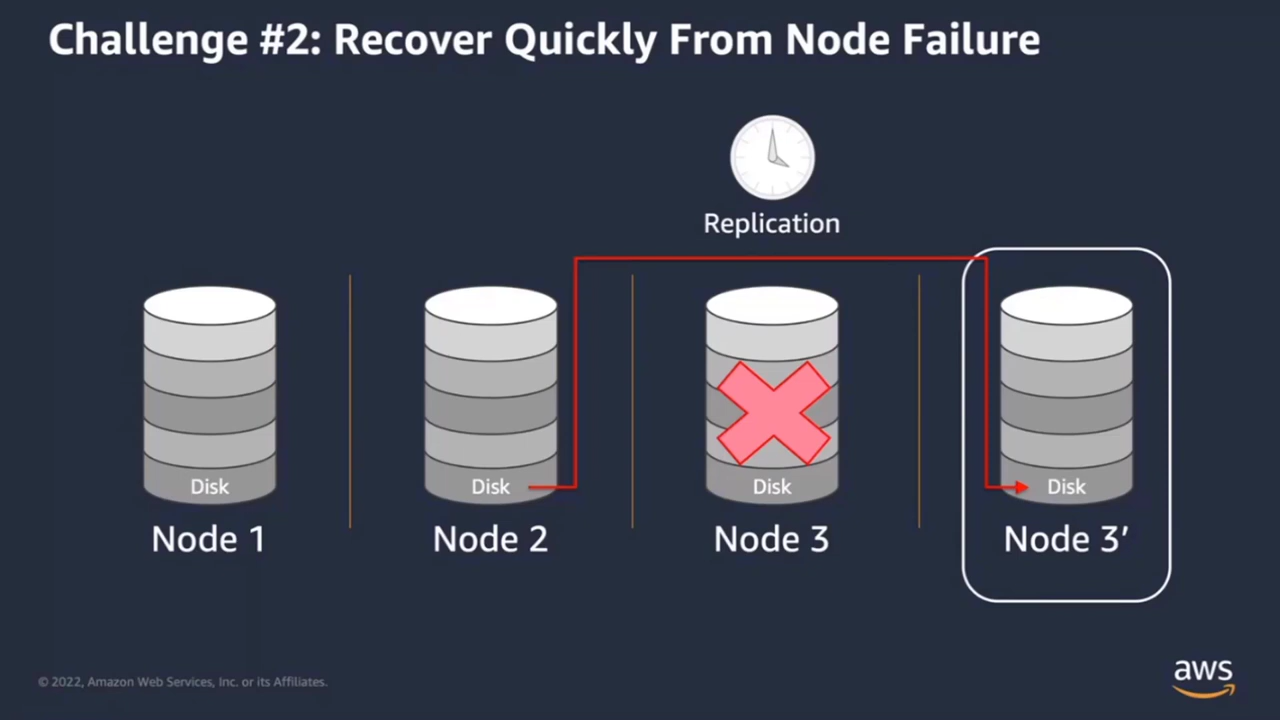 Challenge #2: Recover Quickly From Node Failure
Replication
Disk
Disk
Disk
Disk
Node 1
Node 2
Node 3
Node 3′
© 2022, Amazon Web Services, Inc. or its Affiliates.
aws